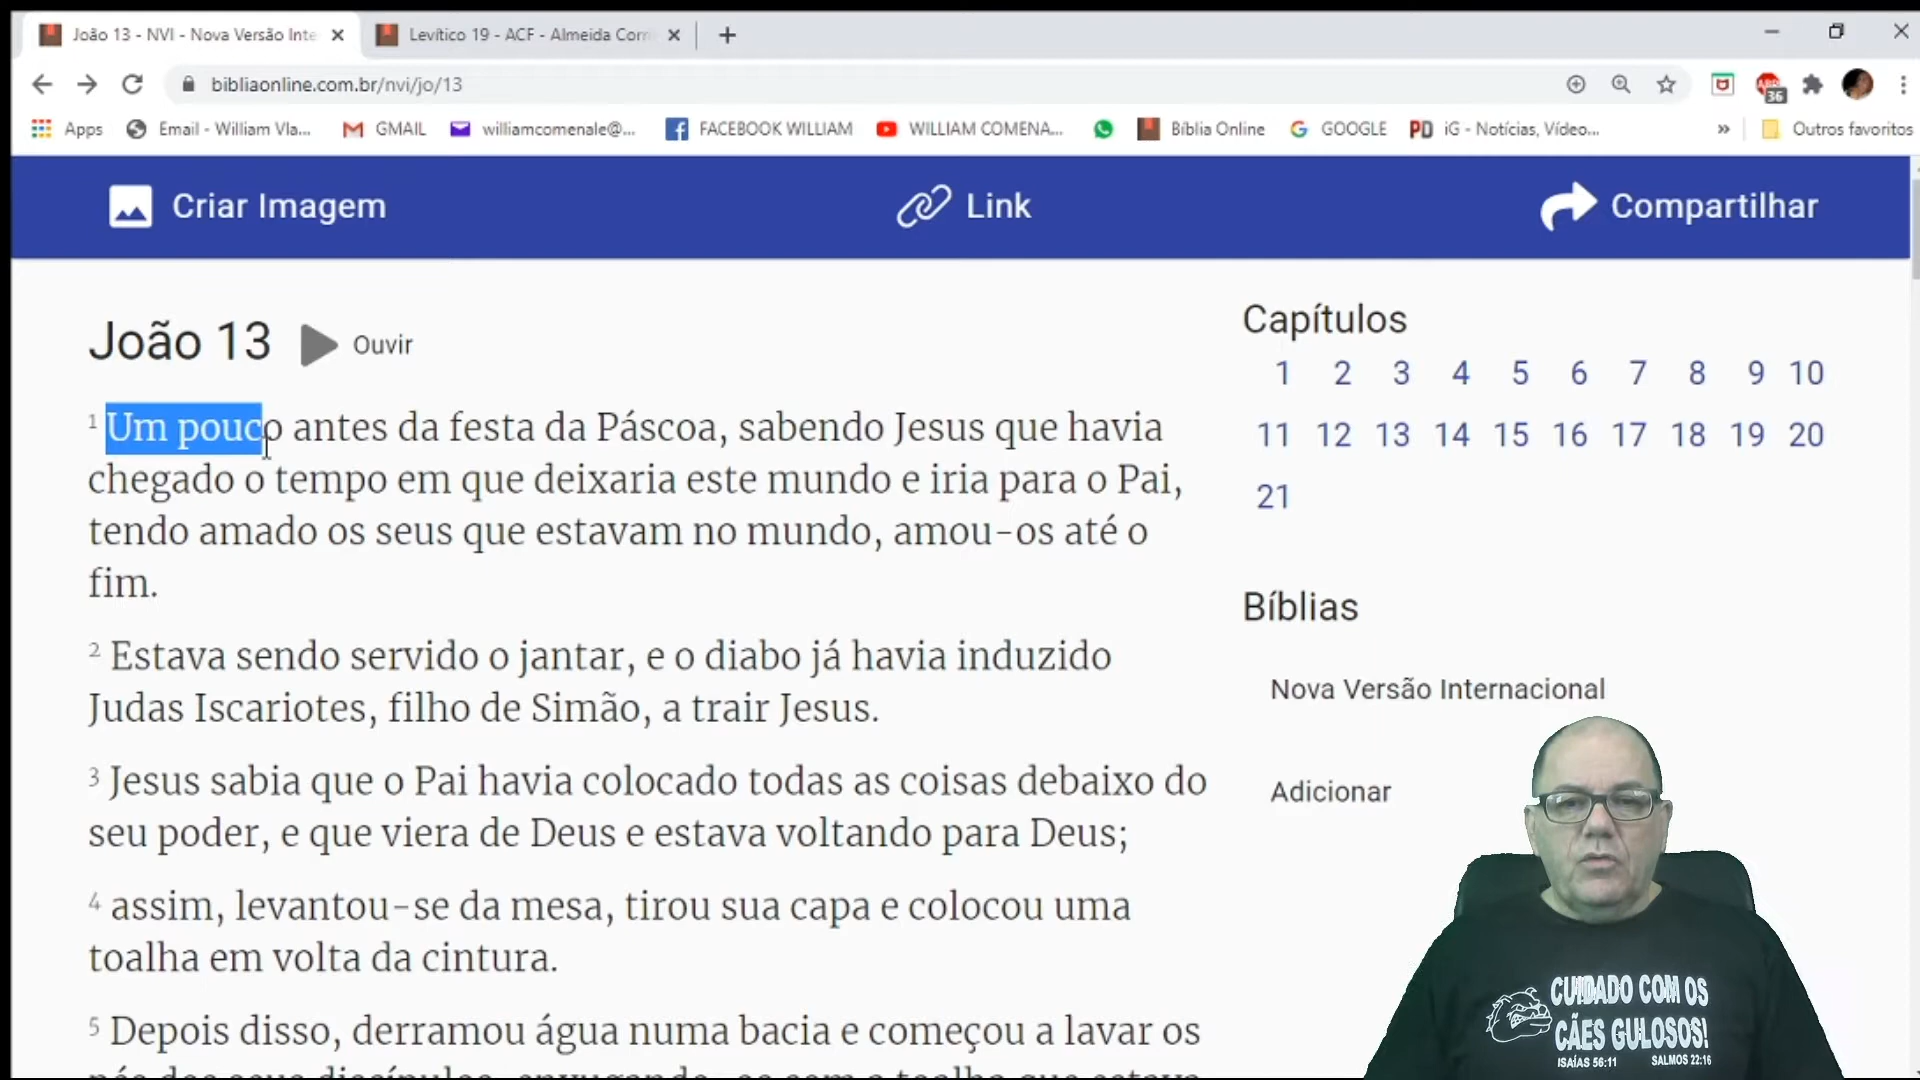 João 13 - NVI - Nova Versão Inte
Levítico 19 - ACF - Almeida Corri
bibliaonline.com.br/nvi/jo/13
Apps
Email - William Vla...
GMAIL
williamcomenale@...
FACEBOOK WILLIAM
WILLIAM COMENA...
Bíblia Online
GOOGLE
PD iG - Notícias, Vídeo...
»
Outros favoritos
36
Criar Imagem
Link
Compartilhar
João 13
Ouvir
1 Um pouco antes da festa da Páscoa, sabendo Jesus que havia
chegado o tempo em que deixaria este mundo e iria para o Pai,
tendo amado os seus que estavam no mundo, amou-os até o
fim.
2 Estava sendo servido o jantar, e o diabo já havia induzido
Judas Iscariotes, filho de Simão, a trair Jesus.
3 Jesus sabia que o Pai havia colocado todas as coisas debaixo do
seu poder, e que viera de Deus e estava voltando para Deus;
4 assim, levantou-se da mesa, tirou sua capa e colocou uma
toalha em volta da cintura.
5 Depois disso, derramou água numa bacia e começou a lavar os
Capítulos
1 2 3 4 5 6 7 8 9 10
11 12 13 14 15 16 17 18 19 20
21
Bíblias
Nova Versão Internacional
Adicionar
CUIDADO COM OS
CÃES GULOSOS!
ISAÍAS 56:11 SALMOS 22:16